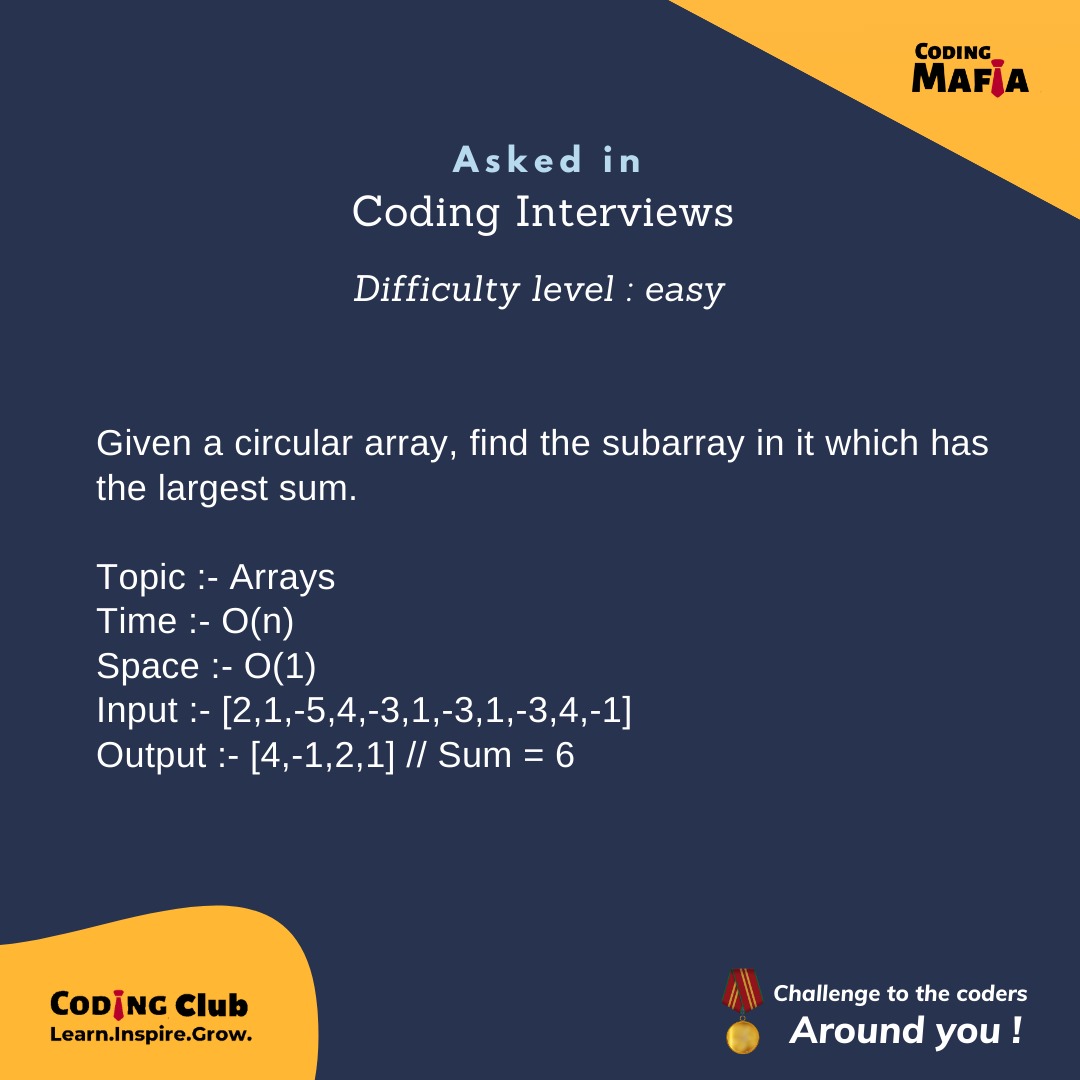 CODING
MAFIA
Asked in
Coding Interviews
Difficulty level : easy
Given a circular array, find the subarray in it which has
the largest sum.
Topic :- Arrays
Time :- O(n)
Space :- O(1)
Input :- [2,1,-5,4,-3,1,-3,1,-3,4,-1]
Output :- [4,-1,2,1] // Sum = 6
CODING Club
Learn.Inspire.Grow.
Challenge to the coders
Around you !